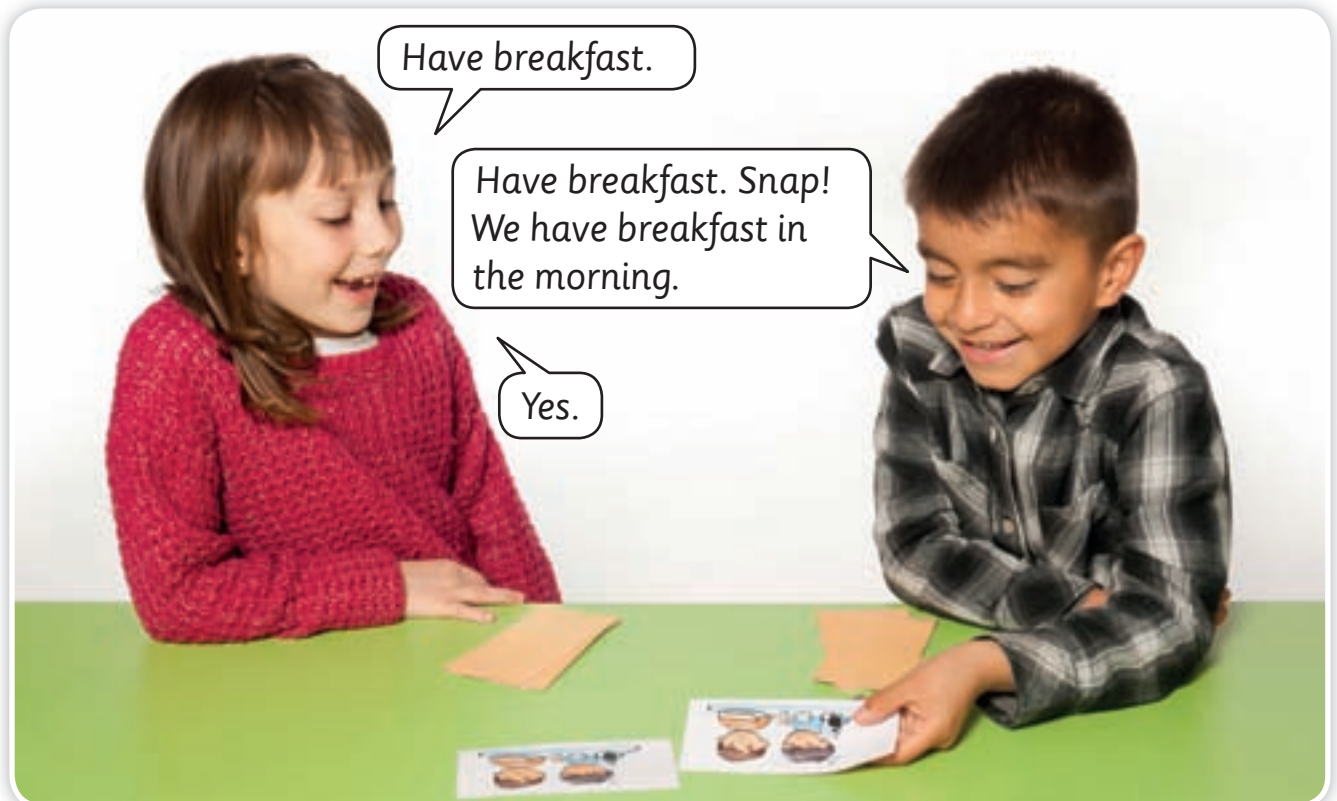 Have breakfast.
Have breakfast. Snap!
We have breakfast in
the morning.
Yes.